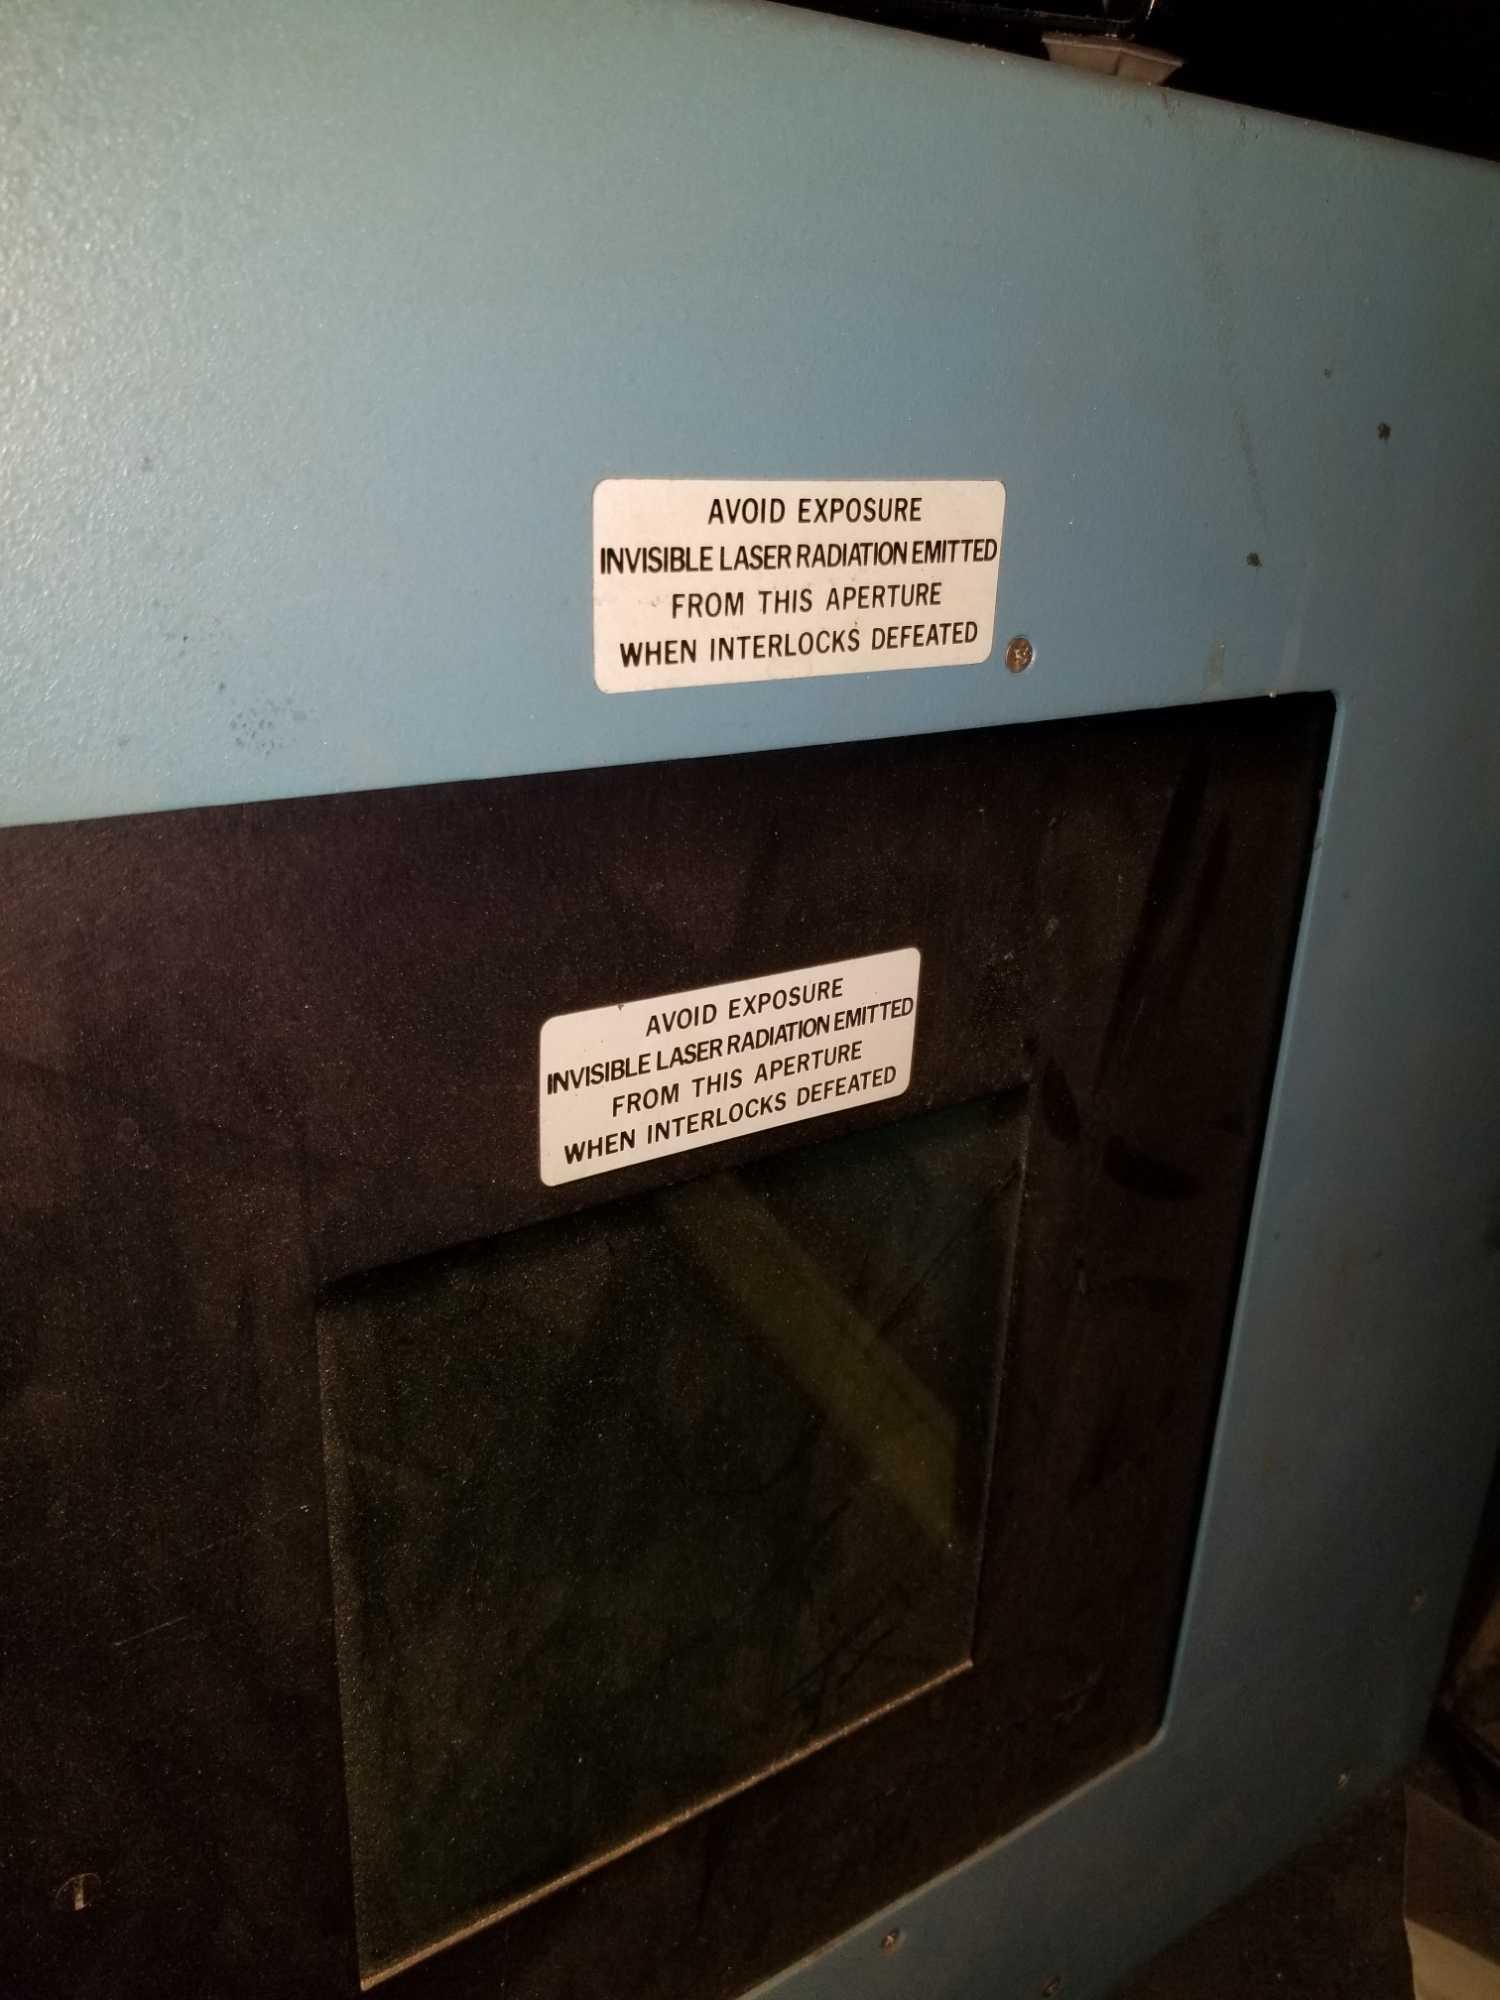 AVOID EXPOSURE
INVISIBLE LASER RADIATION EMITTED
FROM THIS APERTURE
WHEN INTERLOCKS DEFEATED
AVOID EXPOSURE
INVISIBLE LASER RADIATION EMITTED
FROM THIS APERTURE
WHEN INTERLOCKS DEFEATED